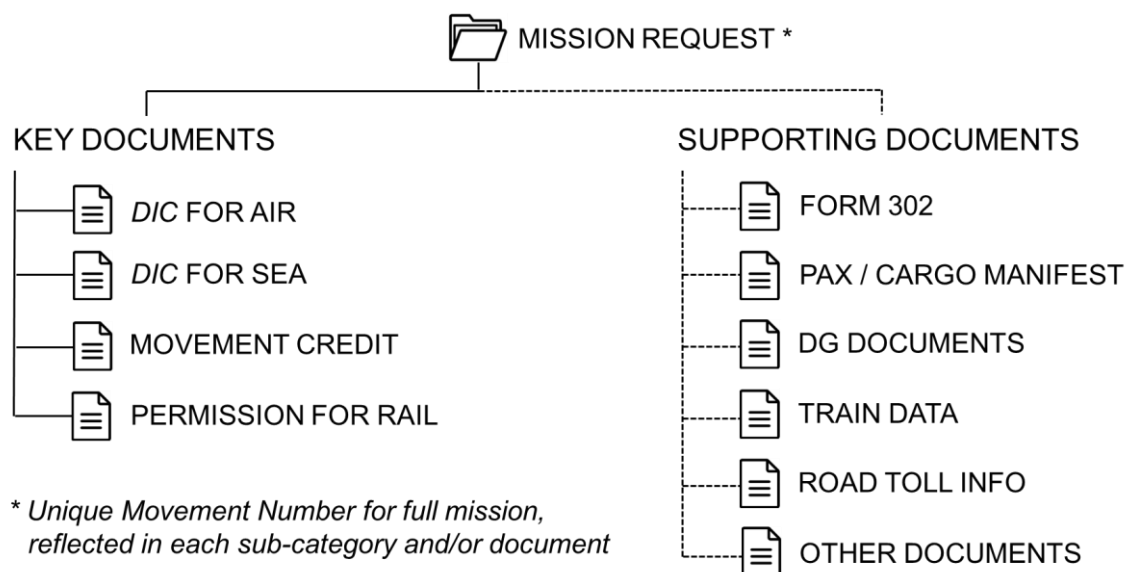 MISSION REQUEST *
KEY DOCUMENTS
DIC FOR AIR
DIC FOR SEA
MOVEMENT CREDIT
PERMISSION FOR RAIL
* Unique Movement Number for full mission,
reflected in each sub-category and/or document
SUPPORTING DOCUMENTS
FORM 302
PAX / CARGO MANIFEST
DG DOCUMENTS
TRAIN DATA
ROAD TOLL INFO
OTHER DOCUMENTS